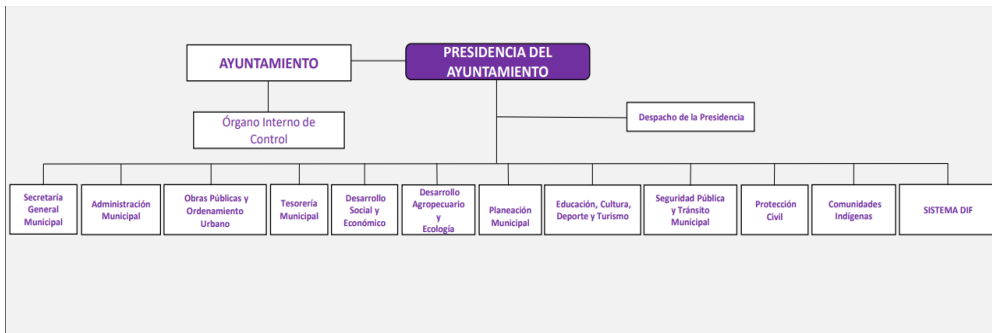 AYUNTAMIENTO
PRESIDENCIA DEL
AYUNTAMIENTO
Órgano Interno de
Control
Despacho de la Presidencia
Secretaría
General
Municipal
Administración
Municipal
Obras Públicas y
Ordenamiento
Urbano
Tesorería
Municipal
Desarrollo
Social y
Económico
Desarrollo
Agropecuario
y
Ecología
Planeación
Municipal
Educación, Cultura,
Deporte y Turismo
Seguridad Pública
y Tránsito
Municipal
Protección
Civil
Comunidades
Indígenas
SISTEMA DIF